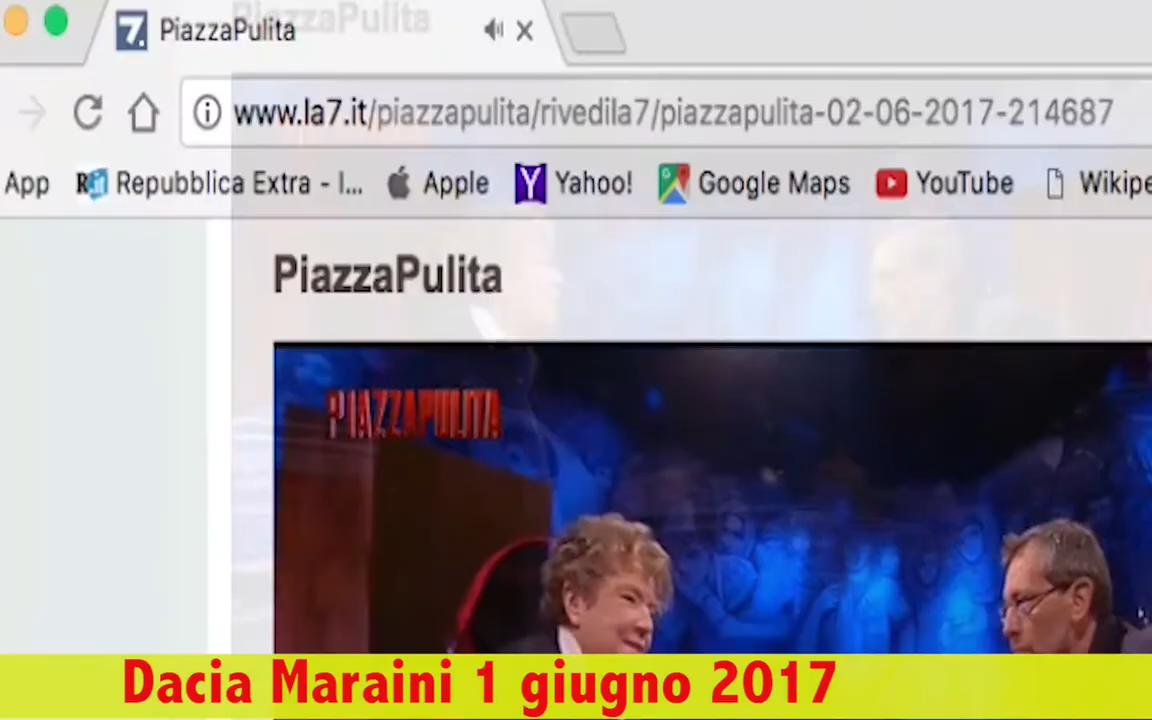 PiazzaPulita
PiazzaPulita
www.la7.it/piazzapulita/rivedila7/piazzapulita-02-06-2017-214687
App Repubblica Extra - I... Apple Yahoo! Google Maps YouTube Wikipe
PiazzaPulita
PIAZZAPULITA
Dacia Maraini 1 giugno 2017